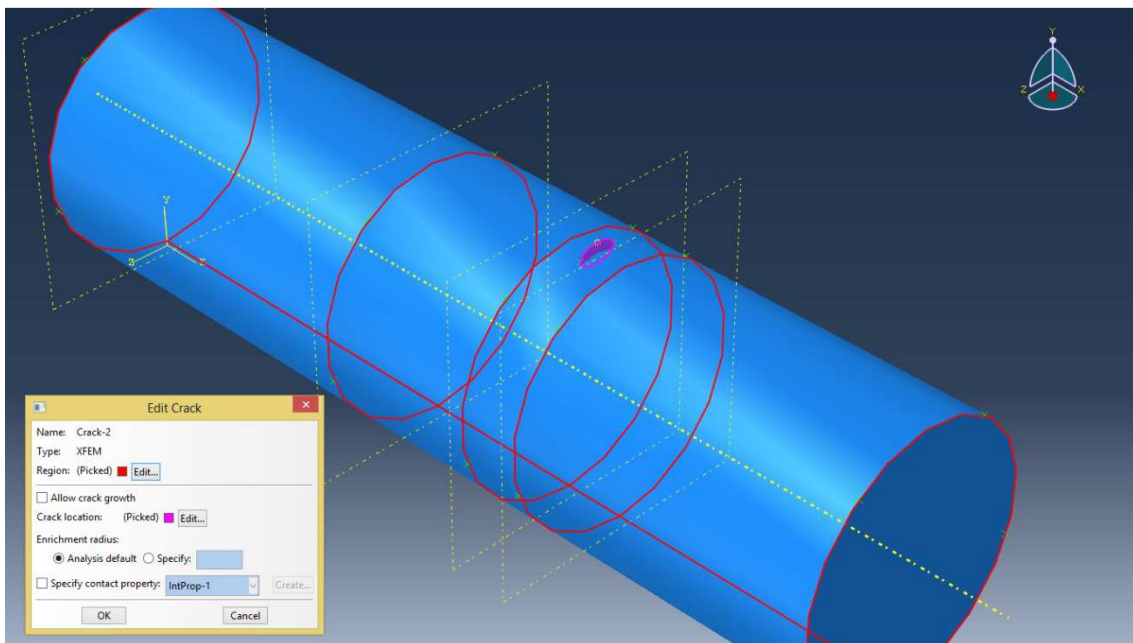 Y
Z
X
Y
Z
X
Edit Crack
Name: Crack-2
Type: XFEM
Region: (Picked) Edit...
Allow crack growth
Crack location: (Picked) Edit...
Enrichment radius:
Analysis default Specify:
Specify contact property: IntProp-1 Create...
OK Cancel